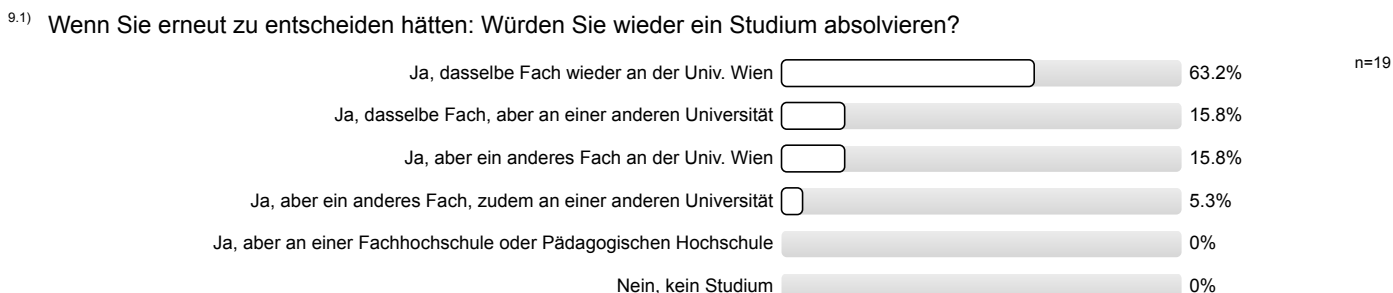 9.1) Wenn Sie erneut zu entscheiden hätten: Würden Sie wieder ein Studium absolvieren?
n=19
Ja, dasselbe Fach wieder an der Univ. Wien 63.2%
Ja, dasselbe Fach, aber an einer anderen Universität 15.8%
Ja, aber ein anderes Fach an der Univ. Wien 15.8%
Ja, aber ein anderes Fach, zudem an einer anderen Universität 5.3%
Ja, aber an einer Fachhochschule oder Pädagogischen Hochschule 0%
Nein, kein Studium 0%